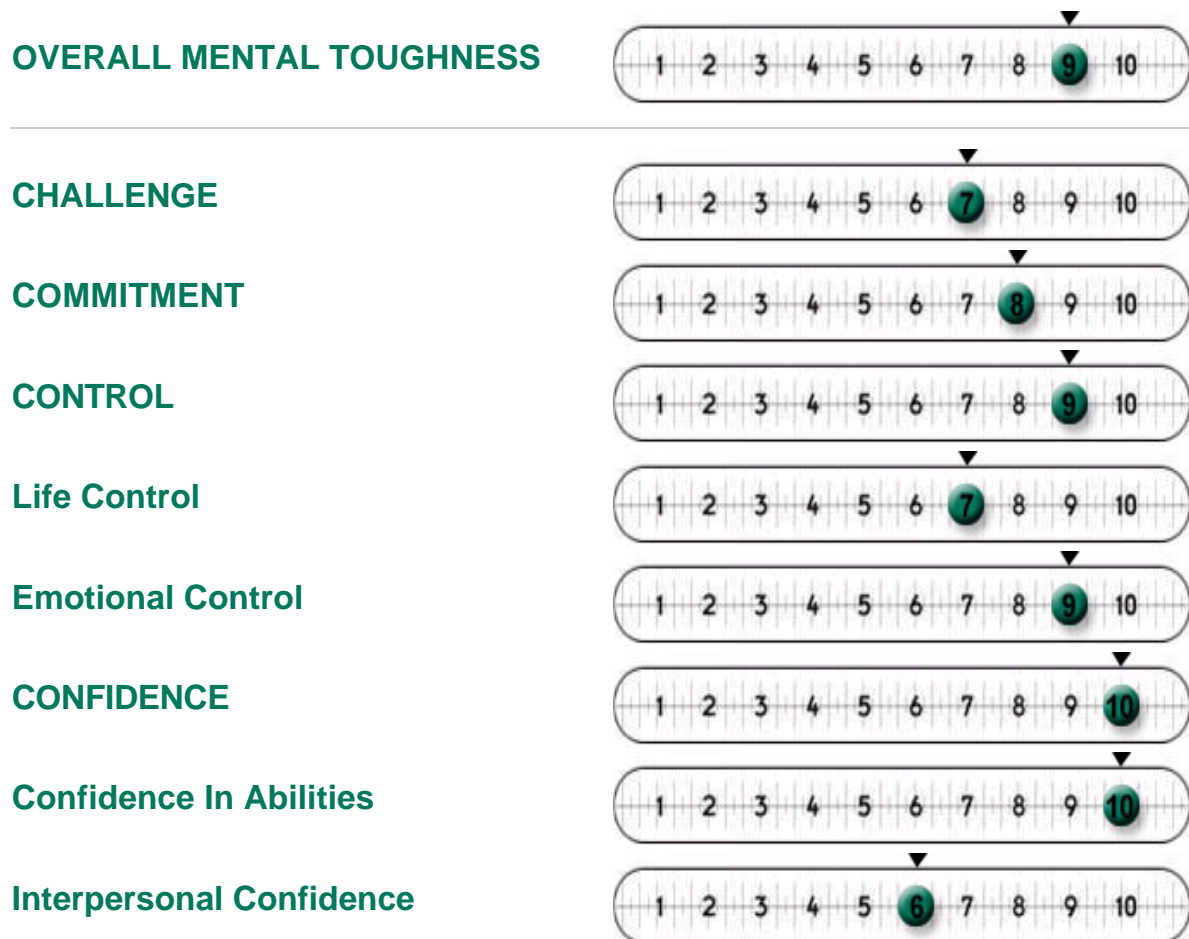 OVERALL MENTAL TOUGHNESS 1 2 3 4 5 6 7 8 9 10
CHALLENGE 1 2 3 4 5 6 7 8 9 10
COMMITMENT 1 2 3 4 5 6 7 8 9 10
CONTROL 1 2 3 4 5 6 7 8 9 10
Life Control 1 2 3 4 5 6 7 8 9 10
Emotional Control 1 2 3 4 5 6 7 8 9 10
CONFIDENCE 1 2 3 4 5 6 7 8 9 10
Confidence In Abilities 1 2 3 4 5 6 7 8 9 10
Interpersonal Confidence 1 2 3 4 5 6 7 8 9 10